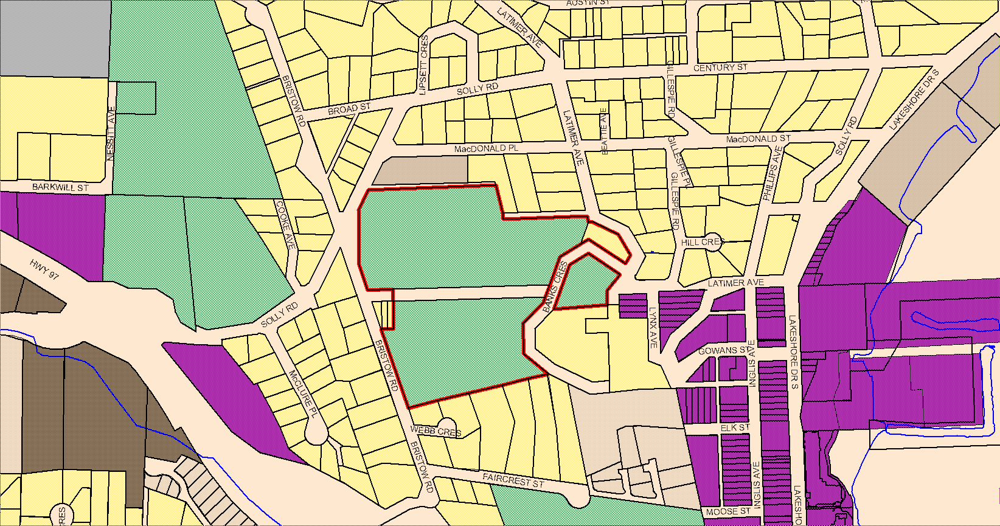 AUSTIN ST
LATIMER AVE
LIPSETT CRES
CENTURY ST
GILLESPIE RD
SOLLY RD
LAKESHORE DR S
BRISTOW RD
BROAD ST
NESBITT AVE
LATIMER AVE
BEATTIE AVE
SOLLY RD
MacDONALD PL
MacDONALD ST
GILLESPIE PL
PHILLIPS AVE
BARKWILL ST
GILLESPIE RD
COOKE AVE
HILL CRES
HWY 97
BANKS CRES
LATIMER AVE
SOLLY RD
LYNX AVE
LAKESHORE DR S
BRISTOW RD
GOWANS ST
INGLIS AVE
McCLURE PL
WEBB CRES
ELK ST
BRISTOW RD
FAIRCREST ST
INGLIS AVE
LAKESHO
MOOSE ST
CRES